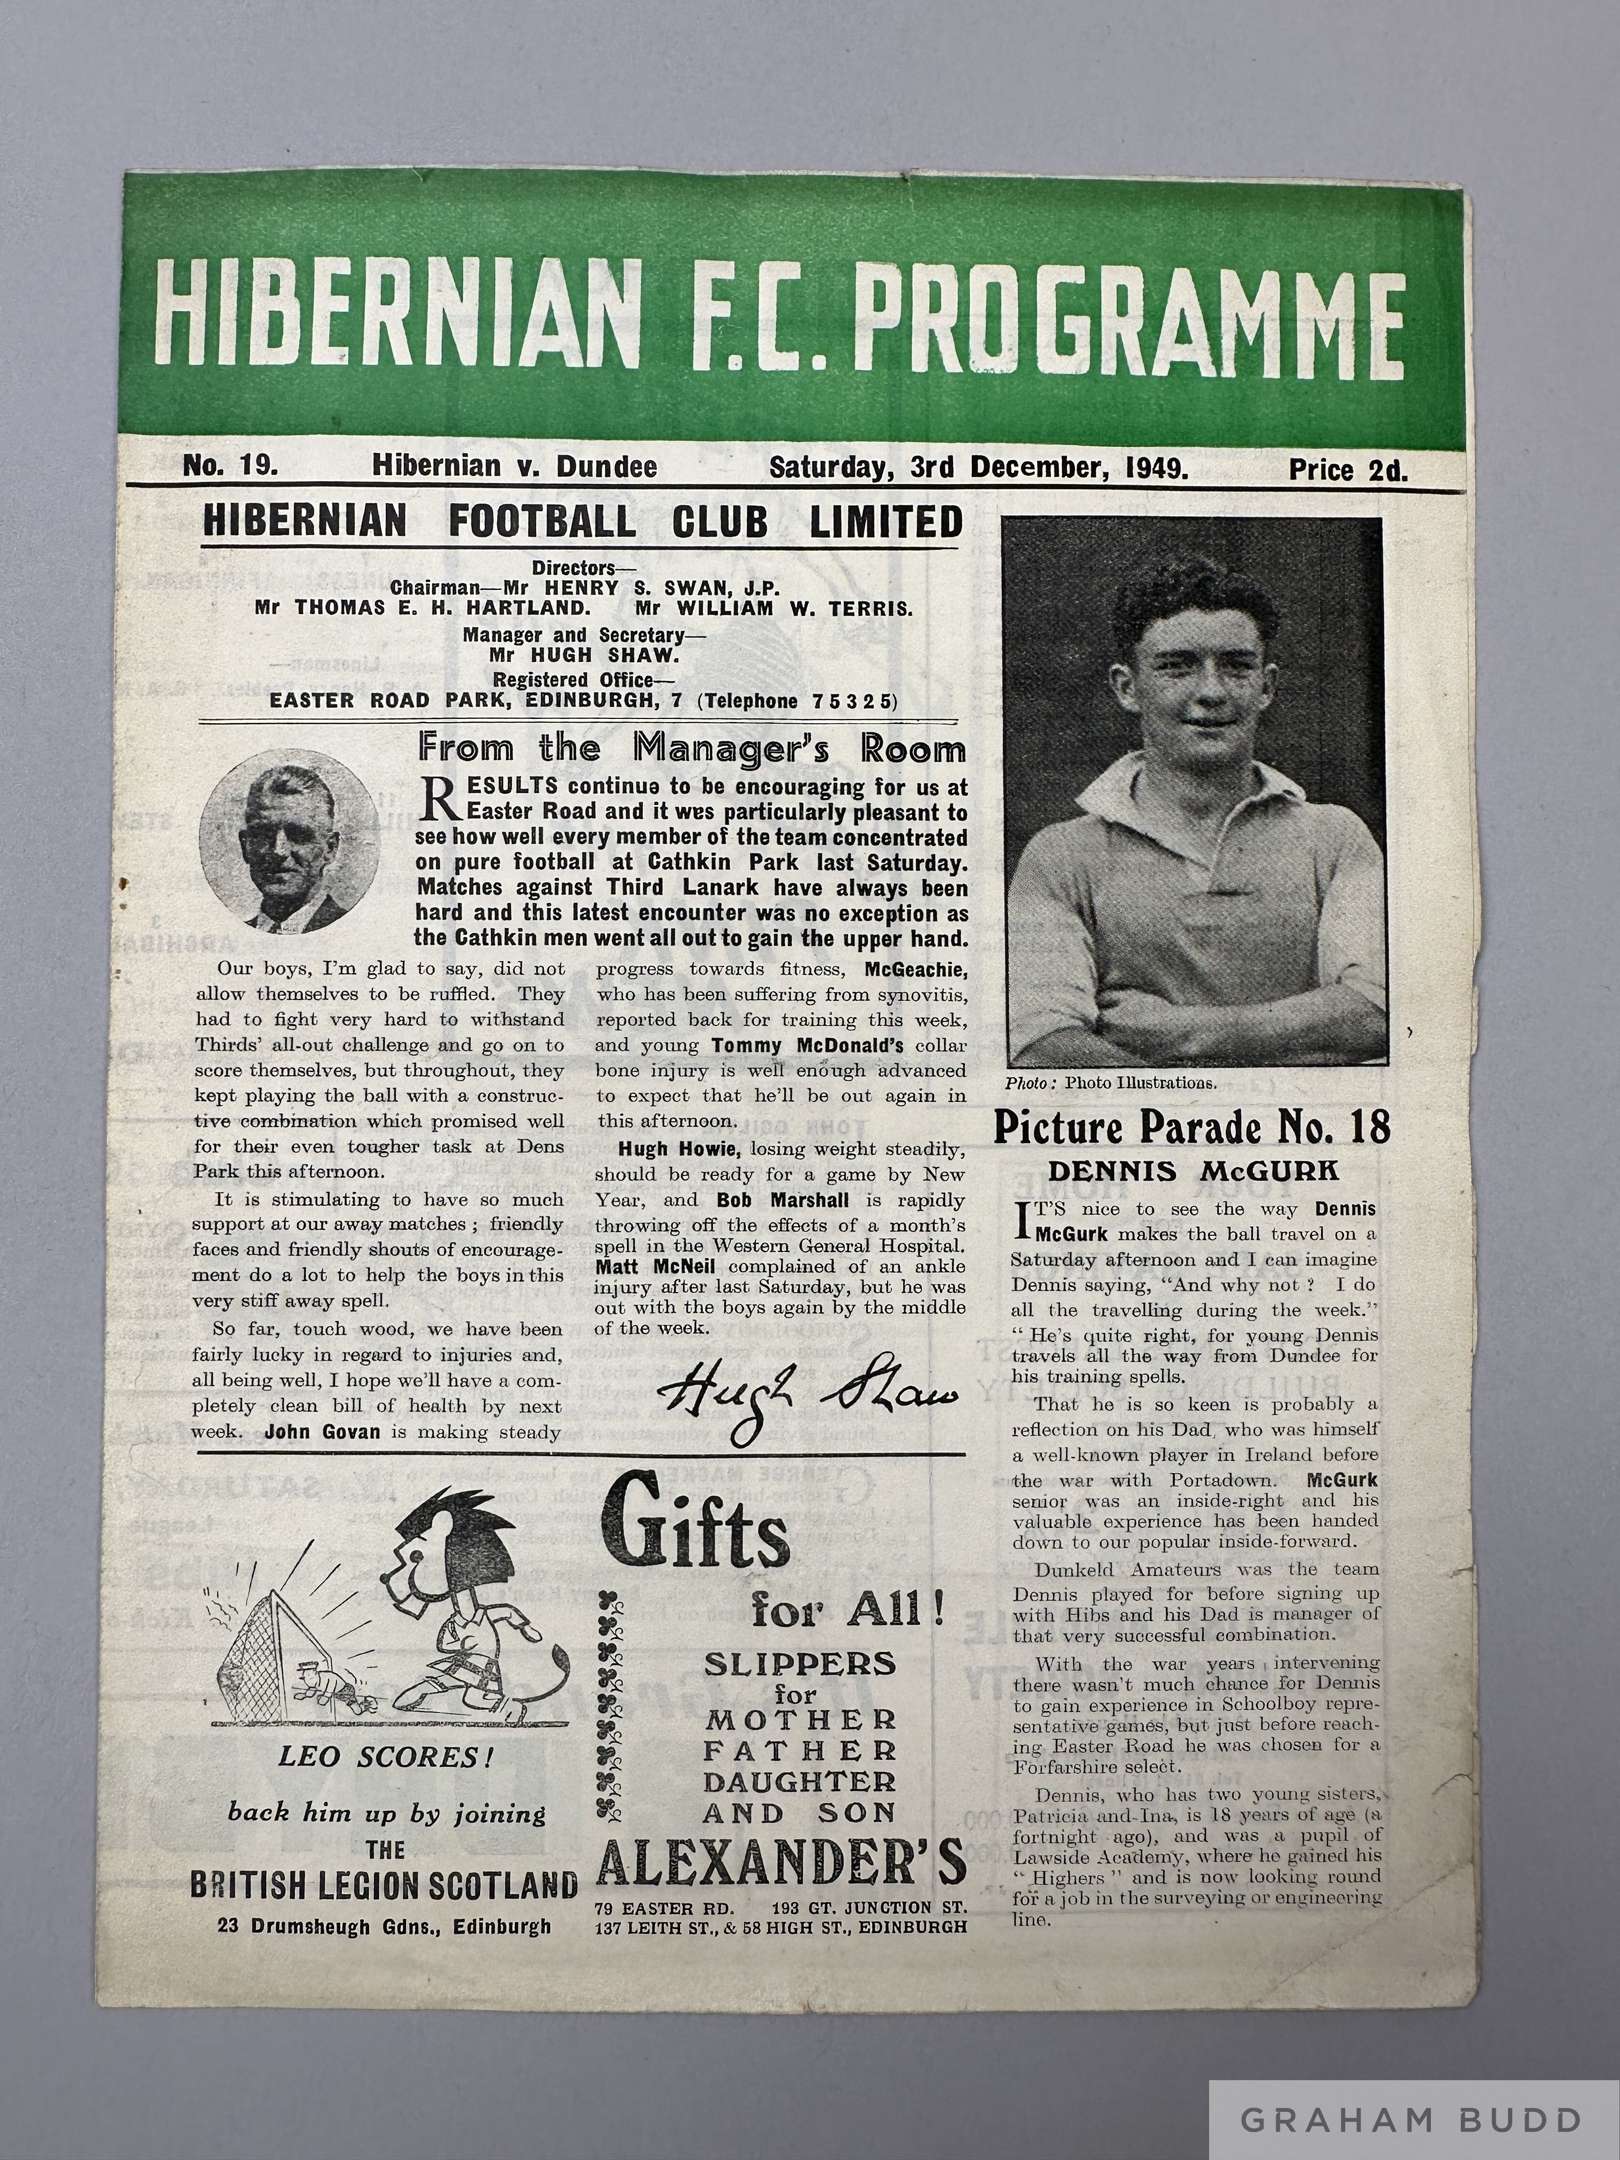 HIBERNIAN F.C. PROGRAMME
No. 19. Hibernian v. Dundee Saturday, 3rd December, 1949. Price 2d.
HIBERNIAN FOOTBALL CLUB LIMITED
Directors—
Chairman—Mr HENRY S. SWAN, J.P.
Mr THOMAS E. H. HARTLAND. Mr WILLIAM W. TERRIS.
Manager and Secretary—
Mr HUGH SHAW.
Registered Office—
EASTER ROAD PARK, EDINBURGH, 7 (Telephone 75325)
From the Manager's Room
RESULTS continue to be encouraging for us at
Easter Road and it was particularly pleasant to
see how well every member of the team concentrated
on pure football at Cathkin Park last Saturday.
Matches against Third Lanark have always been
hard and this latest encounter was no exception as
the Cathkin men went all out to gain the upper hand.
Our boys, I'm glad to say, did not
allow themselves to be ruffled. They
had to fight very hard to withstand
Thirds' all-out challenge and go on to
score themselves, but throughout, they
kept playing the ball with a construc-
tive combination which promised well
for their even tougher task at Dens
Park this afternoon.
It is stimulating to have so much
support at our away matches; friendly
faces and friendly shouts of encourage-
ment do a lot to help the boys in this
very stiff away spell.
So far, touch wood, we have been
fairly lucky in regard to injuries and,
all being well, I hope we'll have a com-
pletely clean bill of health by next
week. John Govan is making steady
progress towards fitness, McGeachie,
who has been suffering from synovitis,
reported back for training this week,
and young Tommy McDonald's collar
bone injury is well enough advanced
to expect that he'll be out again in
this afternoon.
Hugh Howie, losing weight steadily,
should be ready for a game by New
Year, and Bob Marshall is rapidly
throwing off the effects of a month's
spell in the Western General Hospital.
Matt McNeil complained of an ankle
injury after last Saturday, but he was
out with the boys again by the middle
of the week.
Hugh Shaw
LEO SCORES!
back him up by joining
THE
BRITISH LEGION SCOTLAND
23 Drumsheugh Gdns., Edinburgh
Gifts
for All!
SLIPPERS
for
MOTHER
FATHER
DAUGHTER
AND SON
ALEXANDER'S
79 EASTER RD. 193 GT. JUNCTION ST.
137 LEITH ST., & 58 HIGH ST., EDINBURGH
Photo: Photo Illustrations.
Picture Parade No. 18
DENNIS McGURK
IT'S nice to see the way Dennis
McGurk makes the ball travel on a
Saturday afternoon and I can imagine
Dennis saying, "And why not? I do
all the travelling during the week."
"He's quite right, for young Dennis
travels all the way from Dundee for
his training spells.
That he is so keen is probably a
reflection on his Dad, who was himself
a well-known player in Ireland before
the war with Portadown. McGurk
senior was an inside-right and his
valuable experience has been handed
down to our popular inside-forward.
Dunkeld Amateurs was the team
Dennis played for before signing up
with Hibs and his Dad is manager of
that very successful combination.
With the war years intervening
there wasn't much chance for Dennis
to gain experience in Schoolboy repre-
sentative games, but just before reach-
ing Easter Road he was chosen for a
Forfarshire select.
Dennis, who has two young sisters,
Patricia and Ina, is 18 years of age (a
fortnight ago), and was a pupil of
Lawside Academy, where he gained his
"Highers" and is now looking round
for a job in the surveying or engineering
line.
GRAHAM BUDD